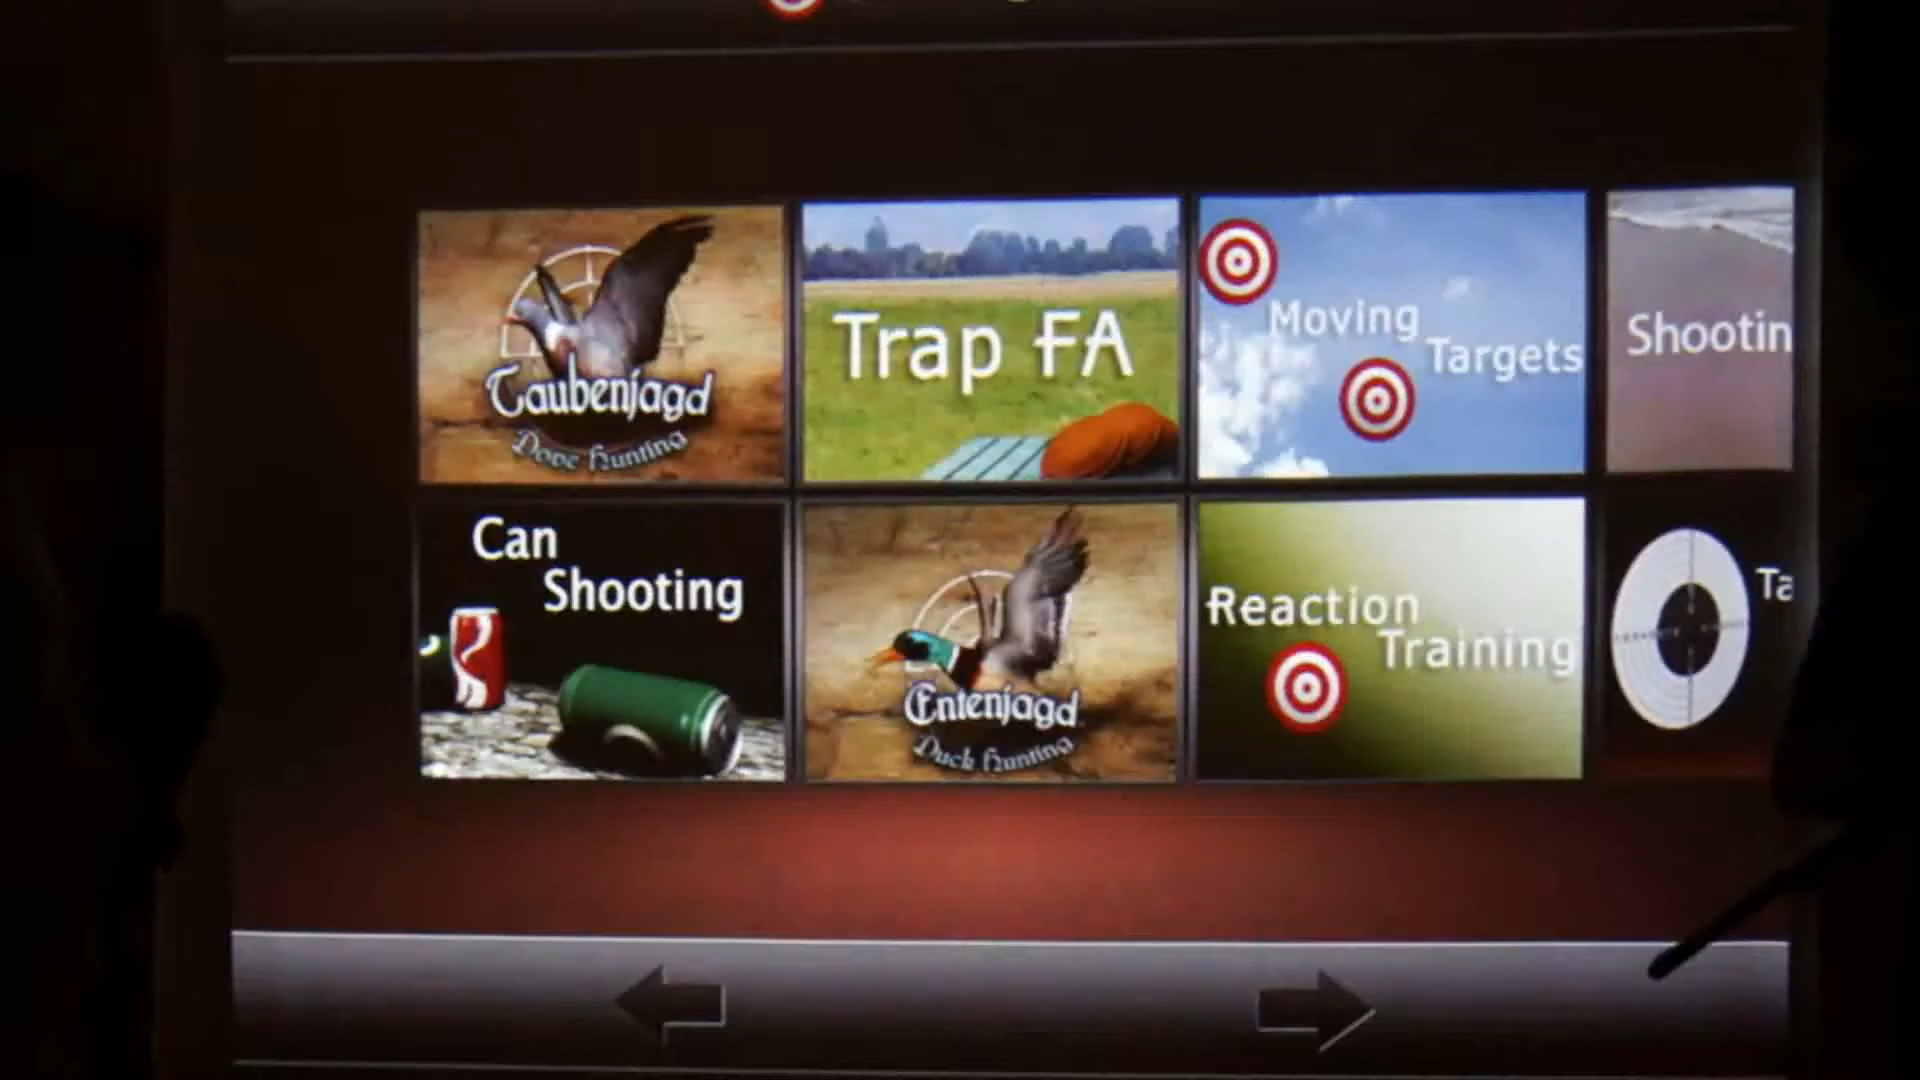 Taubenjagd
Dove Hunting
Trap FA
Moving
Targets
Shootin
Can
Shooting
Entenjagd
Duck Hunting
Reaction
Training
Ta